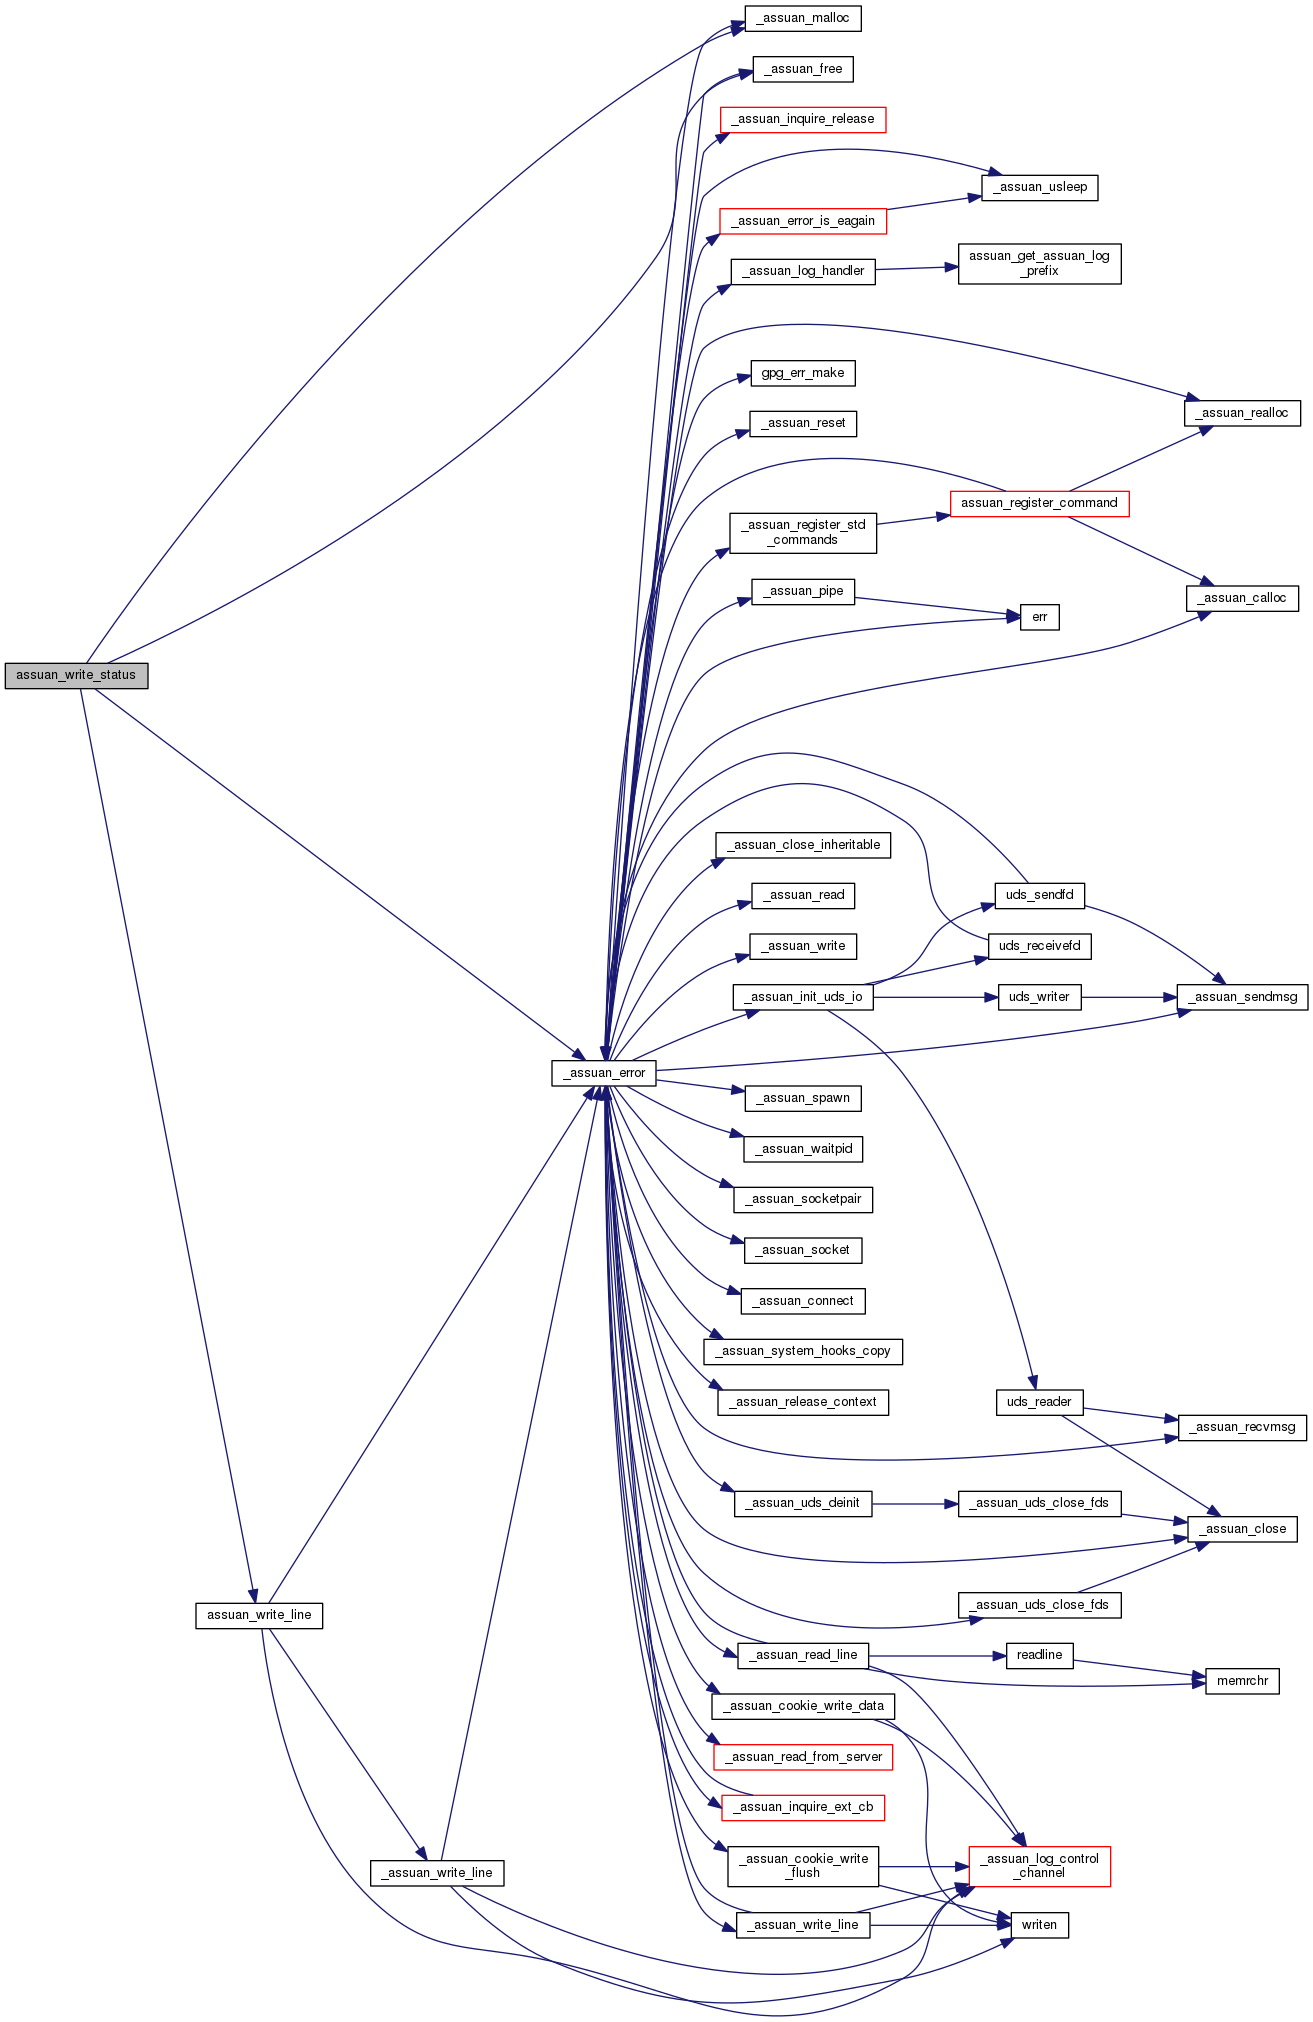 _assuan_malloc
_assuan_free
_assuan_inquire_release
_assuan_usleep
_assuan_error_is_eagain
_assuan_log_handler
assuan_get_assuan_log
_prefix
gpg_err_make
_assuan_realloc
_assuan_reset
assuan_register_command
_assuan_register_std
_commands
_assuan_pipe
_assuan_calloc
err
assuan_write_status
_assuan_close_inheritable
_assuan_read
uds_sendfd
_assuan_write
uds_receivefd
_assuan_init_uds_io
uds_writer
_assuan_sendmsg
_assuan_error
_assuan_spawn
_assuan_waitpid
_assuan_socketpair
_assuan_socket
_assuan_connect
_assuan_system_hooks_copy
_assuan_release_context
uds_reader
_assuan_recvmsg
_assuan_uds_deinit
_assuan_uds_close_fds
_assuan_close
_assuan_uds_close_fds
assuan_write_line
_assuan_read_line
readline
memrchr
_assuan_cookie_write_data
_assuan_read_from_server
_assuan_inquire_ext_cb
_assuan_cookie_write
_flush
_assuan_log_control
_channel
_assuan_write_line
_assuan_write_line
writen